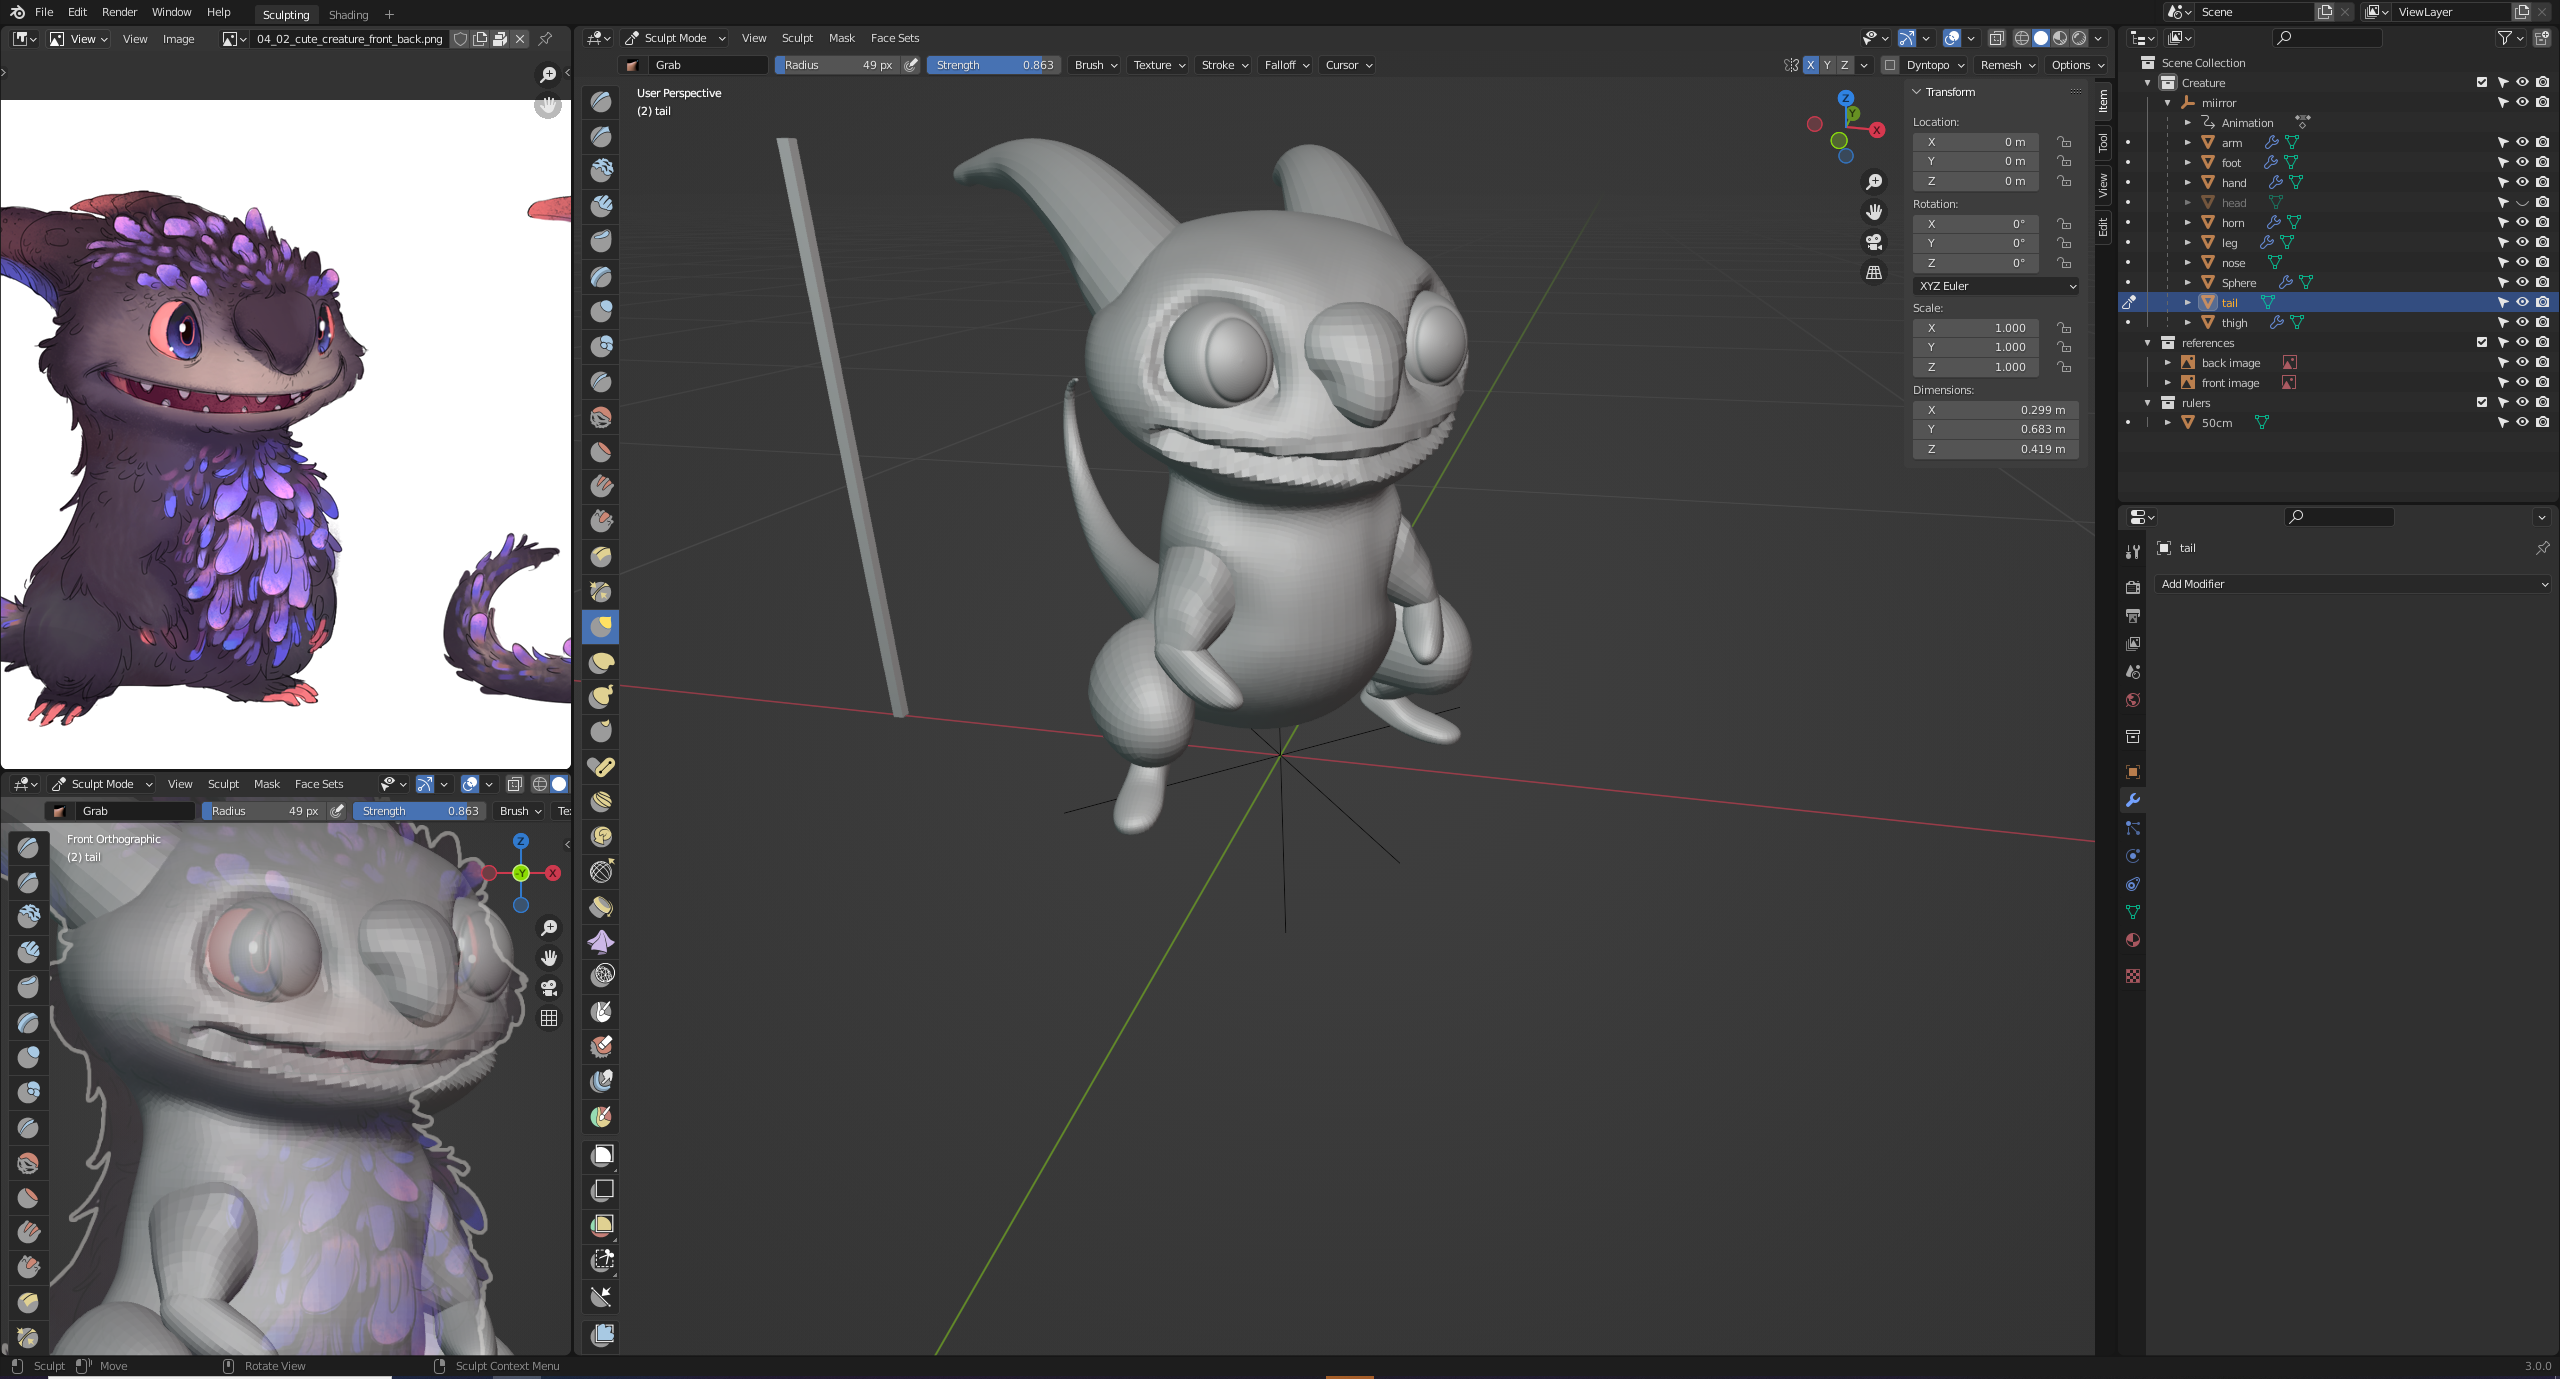 File Edit Render Window Help Sculpting Shading +
Scene ViewLayer
View View Image 04_02_cute_creature_front_back.png
Sculpt Mode View Sculpt Mask Face Sets
Grab Radius 49 px Strength 0.863 Brush Texture Stroke Falloff Cursor X Y Z Dyntopo Remesh Options
User Perspective
(2) tail
Z
Y
X
Transform
Location:
X 0 m
Y 0 m
Z 0 m
Rotation:
X 0°
Y 0°
Z 0°
XYZ Euler
Scale:
X 1.000
Y 1.000
Z 1.000
Dimensions:
X 0.299 m
Y 0.683 m
Z 0.419 m
Item
Tool
View
Edit
Scene Collection
Creature
miirror
Animation
arm
foot
hand
head
horn
leg
nose
Sphere
tail
thigh
references
back image
front image
rulers
50cm
tail
Add Modifier
Sculpt Mode View Sculpt Mask Face Sets
Grab Radius 49 px Strength 0.863 Brush Te
Front Orthographic
(2) tail
Z
-Y
X
Sculpt Move Rotate View Sculpt Context Menu 3.0.0